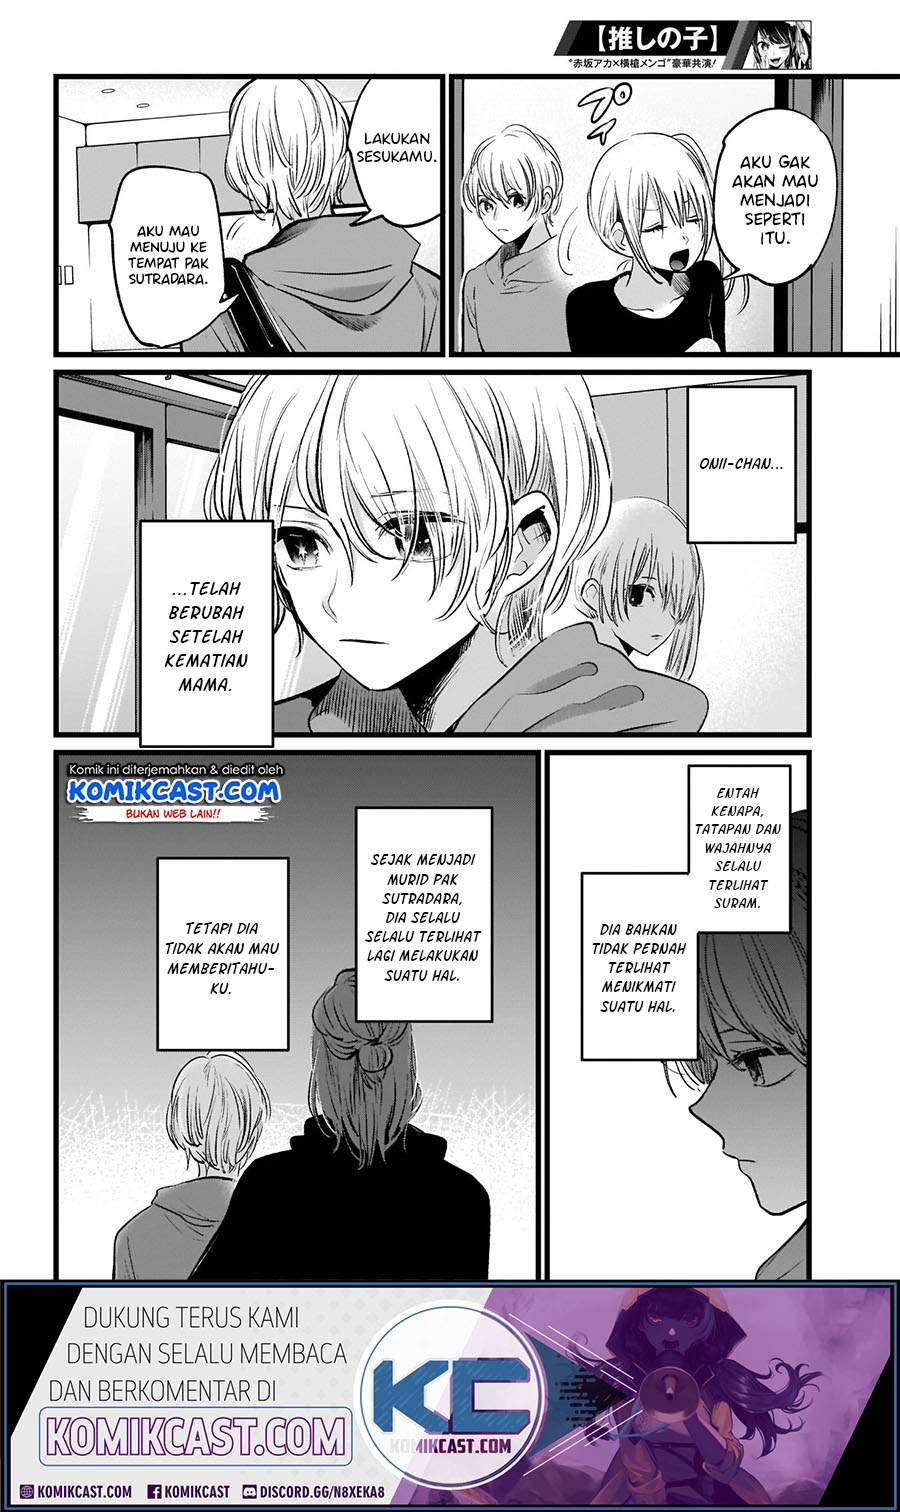 【推しの子】
“赤坂アカ×横槍メンゴ”豪華共演!
プイ
AKU GAK
AKAN MAU
MENJADI
SEPERTI
ITU.
LAKUKAN
SESUKAMU.
AKU MAU
MENUJU KE
TEMPAT PAK
SUTRADARA.
ONII-CHAN...
...TELAH
BERUBAH
SETELAH
KEMATIAN
MAMA.
ENTAH
KENAPA,
TATAPAN DAN
WAJAHNYA
SELALU
TERLIHAT
SURAM.
DIA BAHKAN
TIDAK PERNAH
TERLIHAT
MENIKMATI
SUATU HAL.
SEJAK MENJADI
MURID PAK
SUTRADARA,
DIA SELALU
SELALU TERLIHAT
LAGI MELAKUKAN
SUATU HAL.
TETAPI DIA
TIDAK AKAN MAU
MEMBERITAHU-
KU.
Komik ini diterjemahkan & diedit oleh
KOMIKCAST.COM
BUKAN WEB LAIN!!
DUKUNG TERUS KAMI
DENGAN SELALU MEMBACA
DAN BERKOMENTAR DI
KOMIKCAST.COM
KOMIKCAST.COM KOMIKCAST DISCORD.GG/N8XEKA8
KC
KOMIKCAST.COM